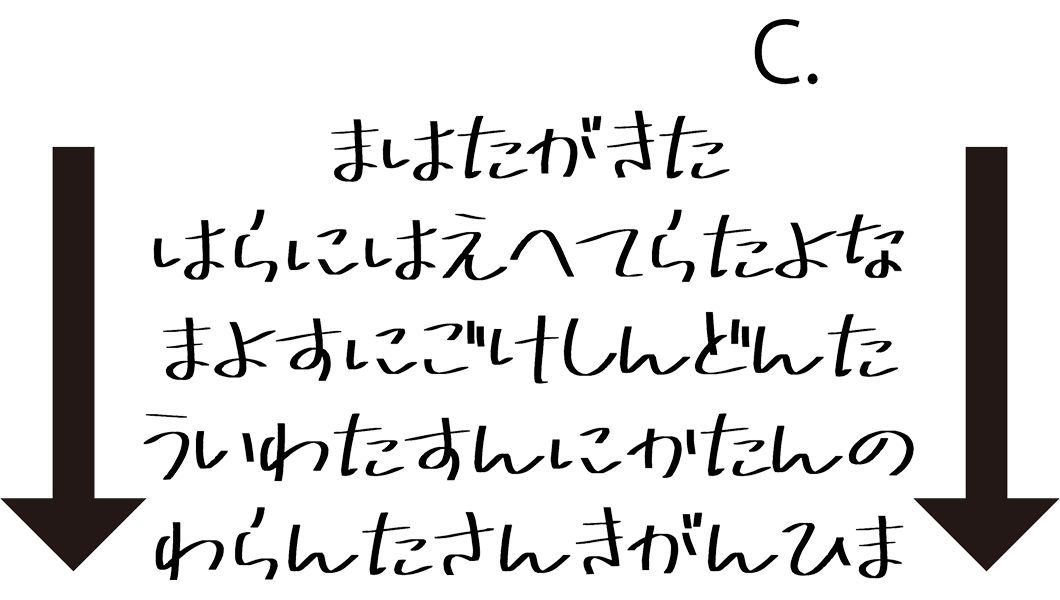 C.
まはたがきた
はらにはえへてらたよな
まよすにごけしんどんた
ういわたすんにかたんの
わらんたさんきがんひま